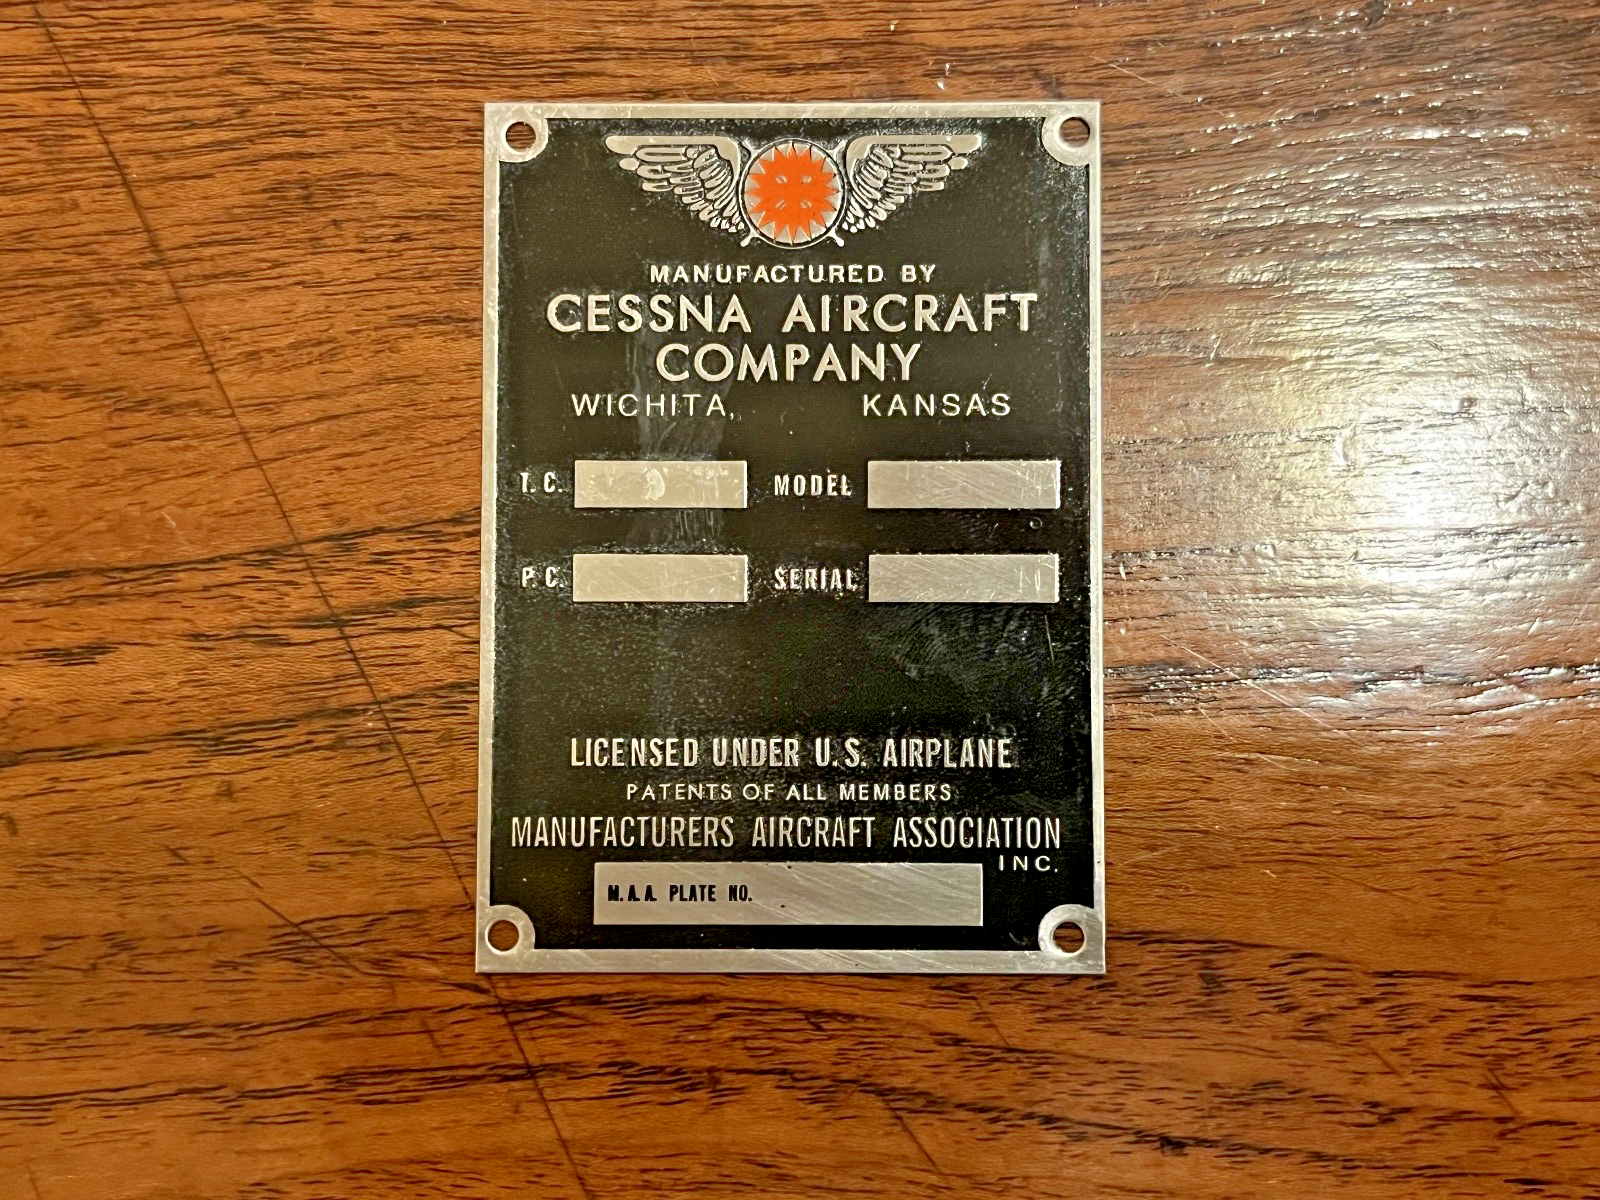 MANUFACTURED BY
CESSNA AIRCRAFT
COMPANY
WICHITA, KANSAS
T. C. MODEL
P C. SERIAL
LICENSED UNDER U.S. AIRPLANE
PATENTS OF ALL MEMBERS
MANUFACTURERS AIRCRAFT ASSOCIATION
INC.
M.A.A. PLATE NO.